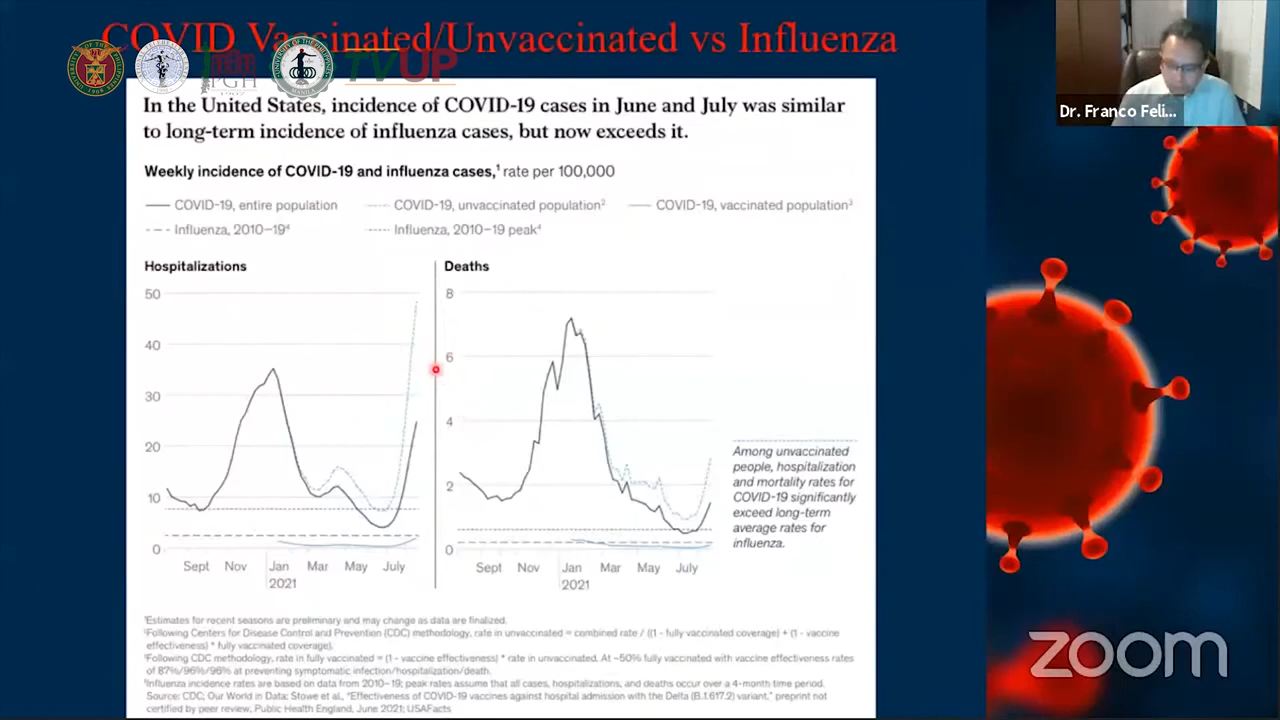 COVID Vaccinated/Unvaccinated vs Influenza
TVUP
PGH
Dr. Franco Feli...
In the United States, incidence of COVID-19 cases in June and July was similar
to long-term incidence of influenza cases, but now exceeds it.
Weekly incidence of COVID-19 and influenza cases,¹ rate per 100,000
COVID-19, entire population
COVID-19, unvaccinated population²
COVID-19, vaccinated population³
Influenza, 2010–19⁴
Influenza, 2010–19 peak⁴
Hospitalizations
50
40
30
20
10
0
Sept Nov Jan Mar May July
2021
Deaths
8
6
4
2
0
Sept Nov Jan Mar May July
2021
Among unvaccinated
people, hospitalization
and mortality rates for
COVID-19 significantly
exceed long-term
average rates for
influenza.
¹Estimates for recent seasons are preliminary and may change as data are finalized.
²Following Centers for Disease Control and Prevention (CDC) methodology, rate in unvaccinated = combined rate / ((1 - fully vaccinated coverage) + (1 - vaccine
effectiveness) * fully vaccinated coverage).
³Following CDC methodology, rate in fully vaccinated = (1 - vaccine effectiveness) * rate in unvaccinated. At ~50% fully vaccinated with vaccine effectiveness rates
of 87%/96%/96% at preventing symptomatic infection/hospitalization/death.
⁴Influenza incidence rates are based on data from 2010–19; peak rates assume that all cases, hospitalizations, and deaths occur over a 4-month time period.
Source: CDC; Our World in Data; Stowe et al., "Effectiveness of COVID-19 vaccines against hospital admission with the Delta (B.1.617.2) variant," preprint not
certified by peer review, Public Health England, June 2021; USAFacts
zoom